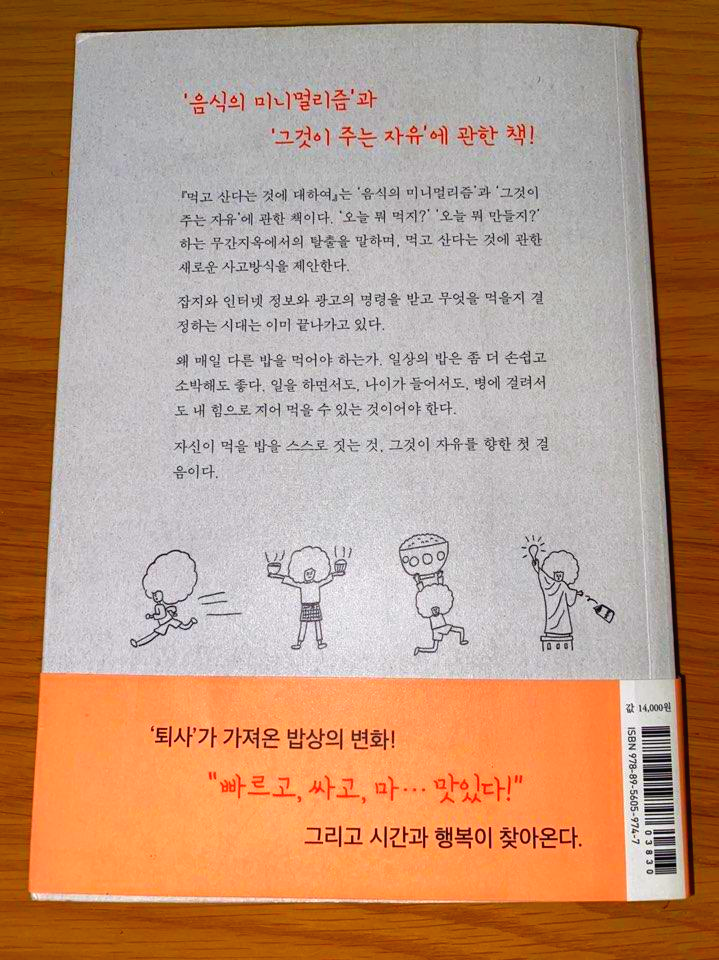 '음식의 미니멀리즘'과
'그것이 주는 자유'에 관한 책!
『먹고 산다는 것에 대하여』는 '음식의 미니멀리즘'과 '그것이
주는 자유'에 관한 책이다. '오늘 뭐 먹지?' '오늘 뭐 만들지?'
하는 무간지옥에서의 탈출을 말하며, 먹고 산다는 것에 관한
새로운 사고방식을 제안한다.
잡지와 인터넷 정보와 광고의 명령을 받고 무엇을 먹을지 결
정하는 시대는 이미 끝나가고 있다.
왜 매일 다른 밥을 먹어야 하는가. 일상의 밥은 좀 더 손쉽고
소박해도 좋다. 일을 하면서도, 나이가 들어서도, 병에 걸려서
도 내 힘으로 지어 먹을 수 있는 것이어야 한다.
자신이 먹을 밥을 스스로 짓는 것, 그것이 자유를 향한 첫 걸
음이다.
'퇴사'가 가져온 밥상의 변화!
"빠르고, 싸고, 마… 맛있다!"
그리고 시간과 행복이 찾아온다.
값 14,000원
ISBN 978-89-5605-974-7
03830